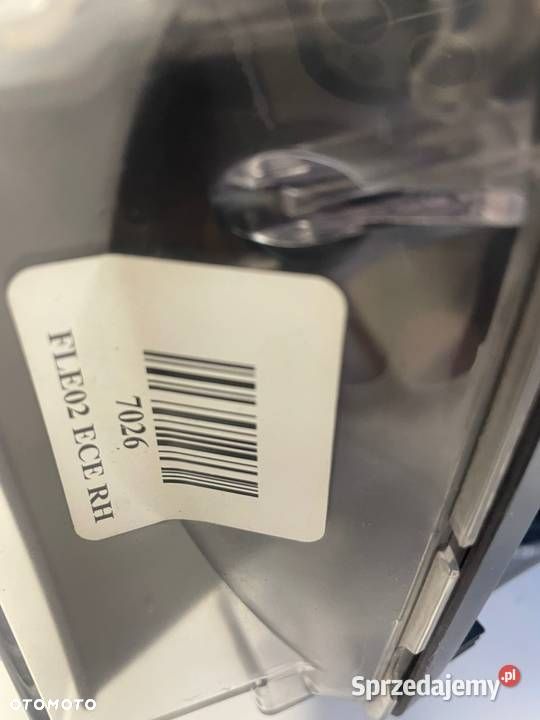 7026
FLE02 ECE RH
OTOMOTO
Sprzedajemy.pl